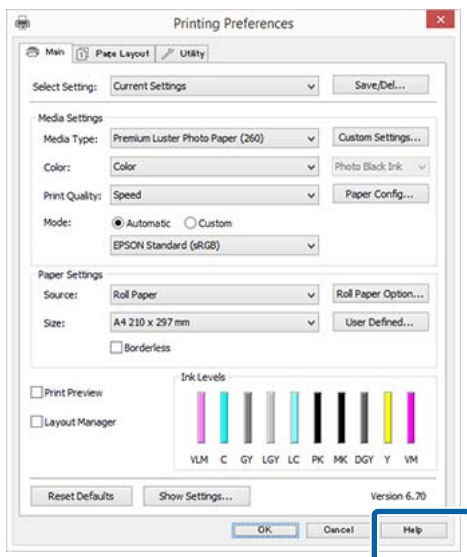 Printing Preferences
Main Page Layout Utility
Select Setting: Current Settings Save/Del...
Media Settings
Media Type: Premium Luster Photo Paper (260) Custom Settings...
Color: Color Photo Black Ink
Print Quality: Speed Paper Config...
Mode: Automatic Custom
EPSON Standard (sRGB)
Paper Settings
Source: Roll Paper Roll Paper Option...
Size: A4 210 x 297 mm User Defined...
Borderless
Ink Levels
Print Preview
Layout Manager
VLM C GY LGY LC PK MK DGY Y VM
Reset Defaults Show Settings... Version 6.70
OK Cancel Help